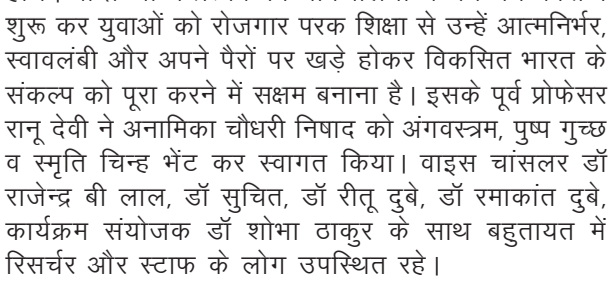 शुरू कर युवाओं को रोजगार परक शिक्षा से उन्हें आत्मनिर्भर,
स्वावलंबी और अपने पैरों पर खड़े होकर विकसित भारत के
संकल्प को पूरा करने में सक्षम बनाना है। इसके पूर्व प्रोफेसर
रानू देवी ने अनामिका चौधरी निषाद को अंगवस्त्रम, पुष्प गुच्छ
व स्मृति चिन्ह भेंट कर स्वागत किया। वाइस चांसलर डॉ
राजेन्द्र बी लाल, डॉ सुचित, डॉ रीतू दुबे, डॉ रमाकांत दुबे,
कार्यक्रम संयोजक डॉ शोभा ठाकुर के साथ बहुतायत में
रिसर्चर और स्टाफ के लोग उपस्थित रहे।